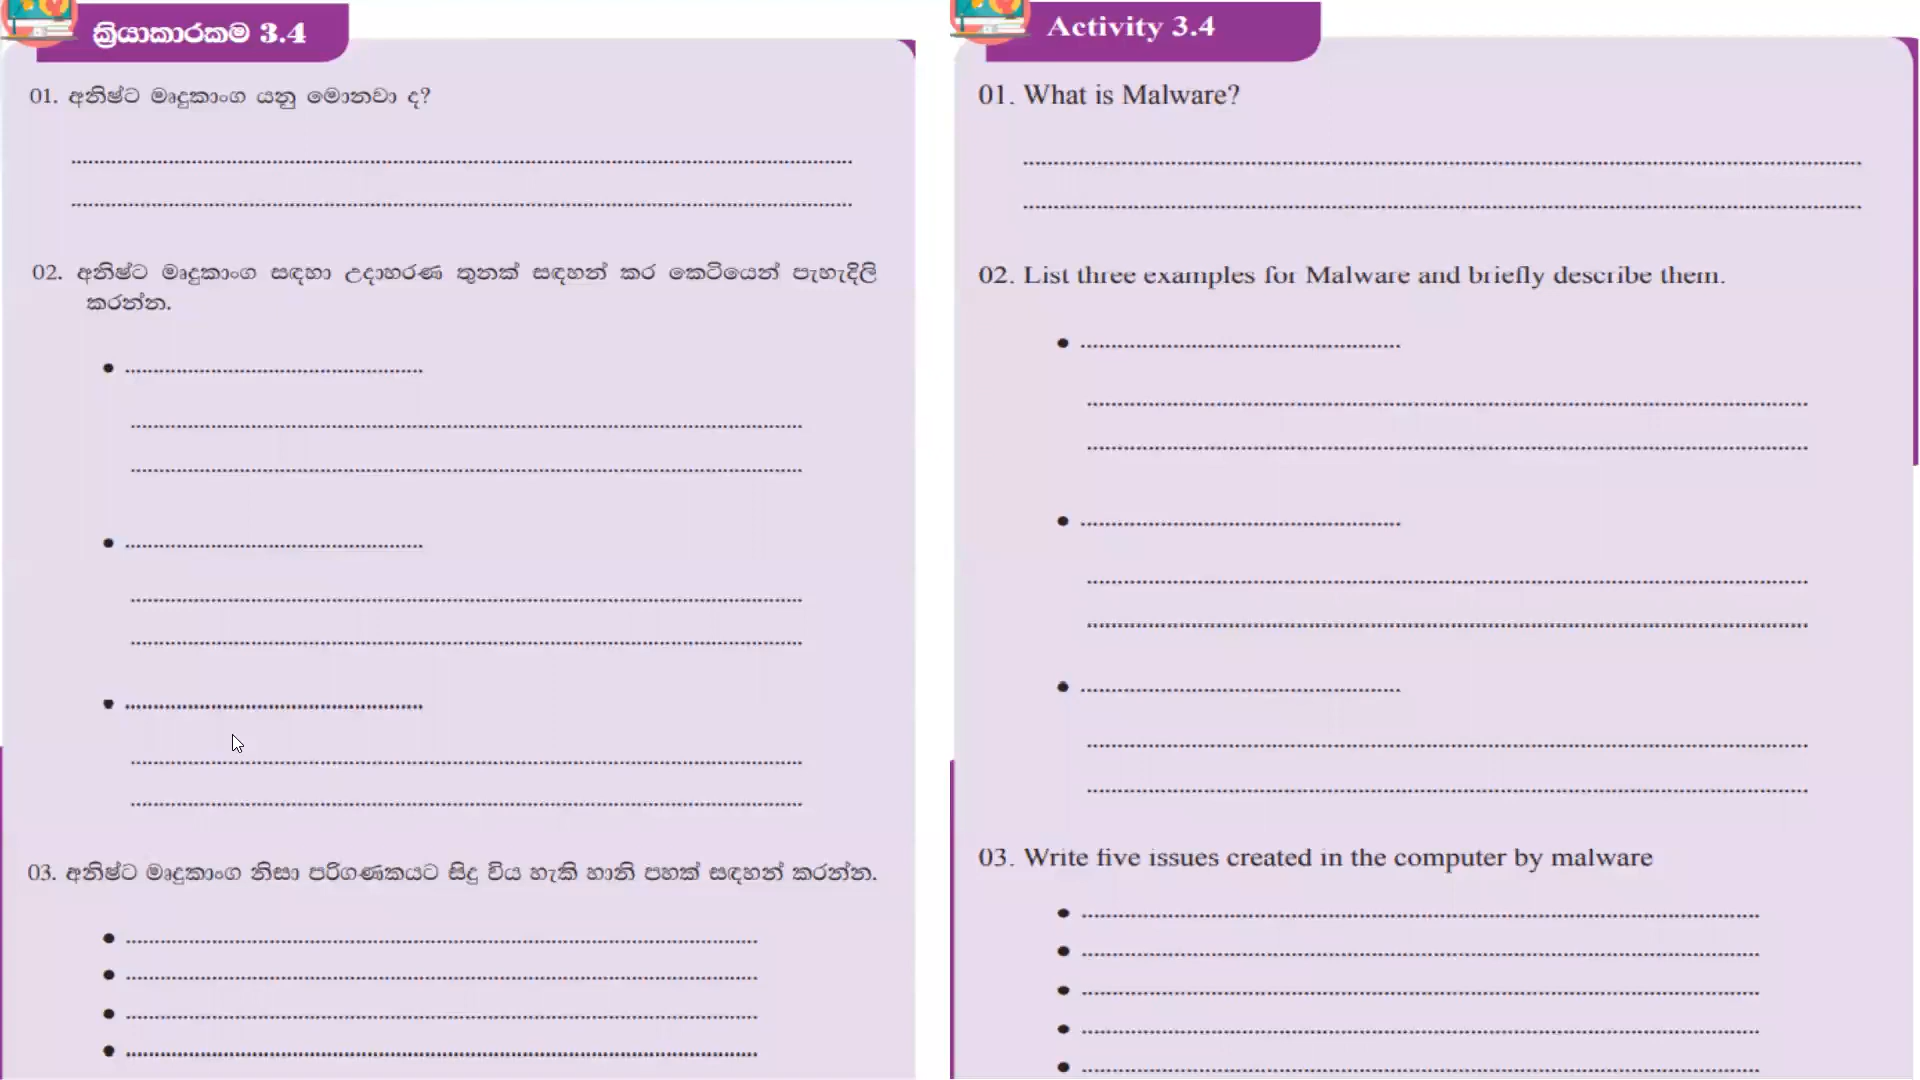 ක්‍රියාකාරකම 3.4
01. අනිෂ්ට මෘදුකාංග යනු මොනවා ද?
02. අනිෂ්ට මෘදුකාංග සඳහා උදාහරණ තුනක් සඳහන් කර කෙටියෙන් පැහැදිලි
කරන්න.
03. අනිෂ්ට මෘදුකාංග නිසා පරිගණකයට සිදු විය හැකි හානි පහක් සඳහන් කරන්න.
Activity 3.4
01. What is Malware?
02. List three examples for Malware and briefly describe them.
03. Write five issues created in the computer by malware